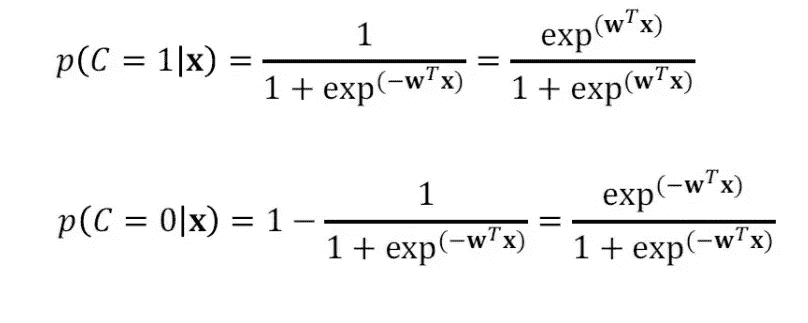 p(C = 1|𝐱) = 1 / (1 + exp^(−𝐰^T 𝐱)) = exp^(𝐰^T 𝐱) / (1 + exp^(𝐰^T 𝐱))
p(C = 0|𝐱) = 1 − 1 / (1 + exp^(−𝐰^T 𝐱)) = exp^(−𝐰^T 𝐱) / (1 + exp^(−𝐰^T 𝐱))